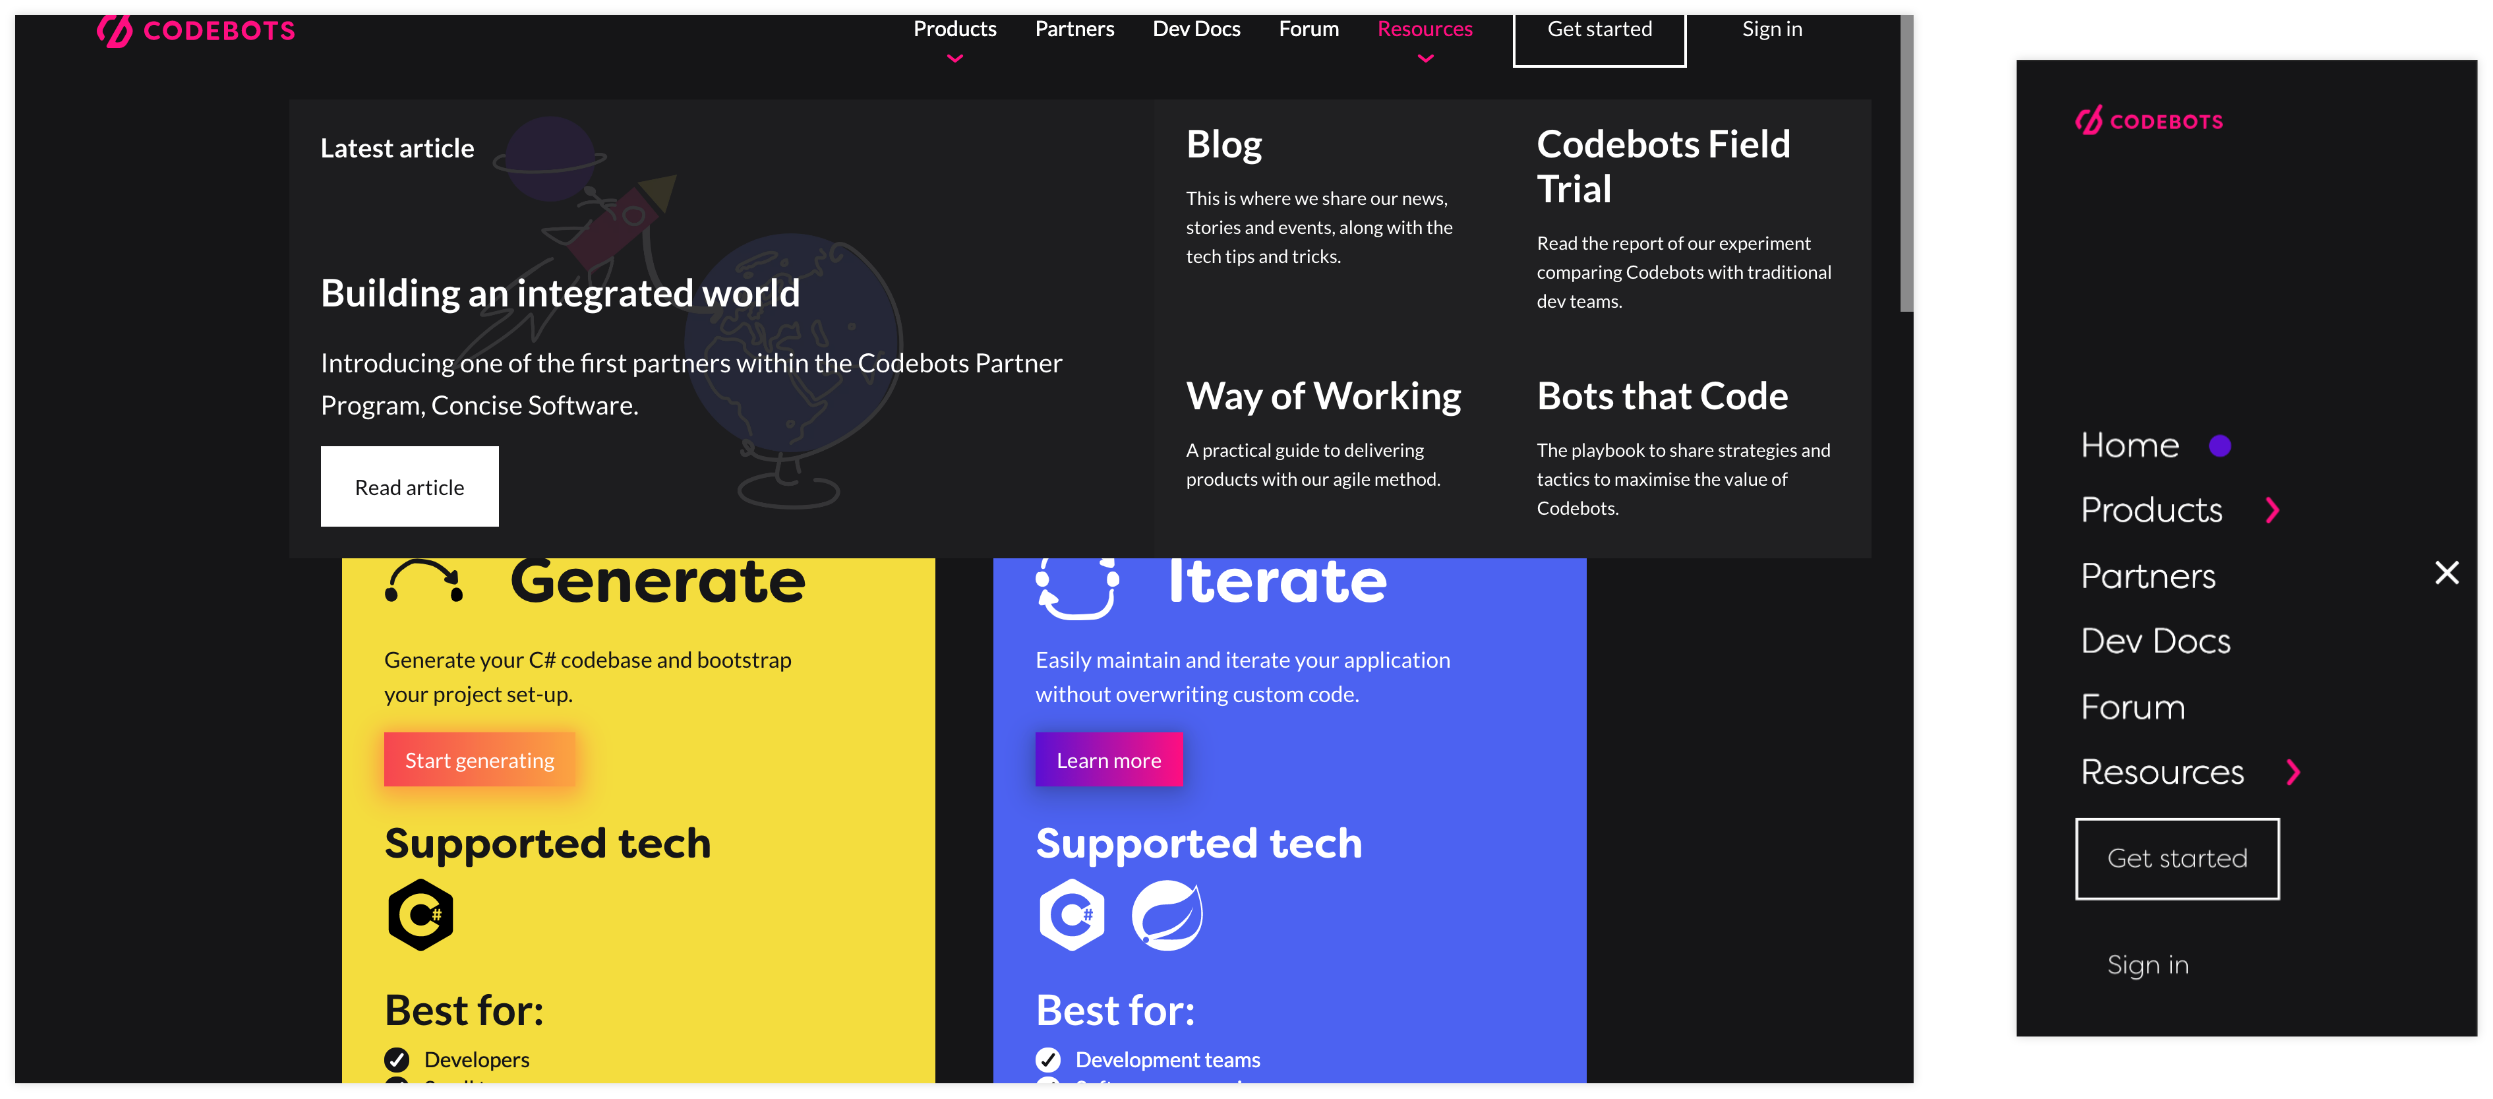 CODEBOTS
Products
Partners
Dev Docs
Forum
Resources
Get started
Sign in
Latest article
Building an integrated world
Introducing one of the first partners within the Codebots Partner
Program, Concise Software.
Read article
Blog
This is where we share our news,
stories and events, along with the
tech tips and tricks.
Codebots Field
Trial
Read the report of our experiment
comparing Codebots with traditional
dev teams.
Way of Working
A practical guide to delivering
products with our agile method.
Bots that Code
The playbook to share strategies and
tactics to maximise the value of
Codebots.
Generate
Generate your C# codebase and bootstrap
your project set-up.
Start generating
Supported tech
C#
Best for:
Developers
Iterate
Easily maintain and iterate your application
without overwriting custom code.
Learn more
Supported tech
C#
Best for:
Development teams
CODEBOTS
Home
Products
Partners
Dev Docs
Forum
Resources
Get started
Sign in